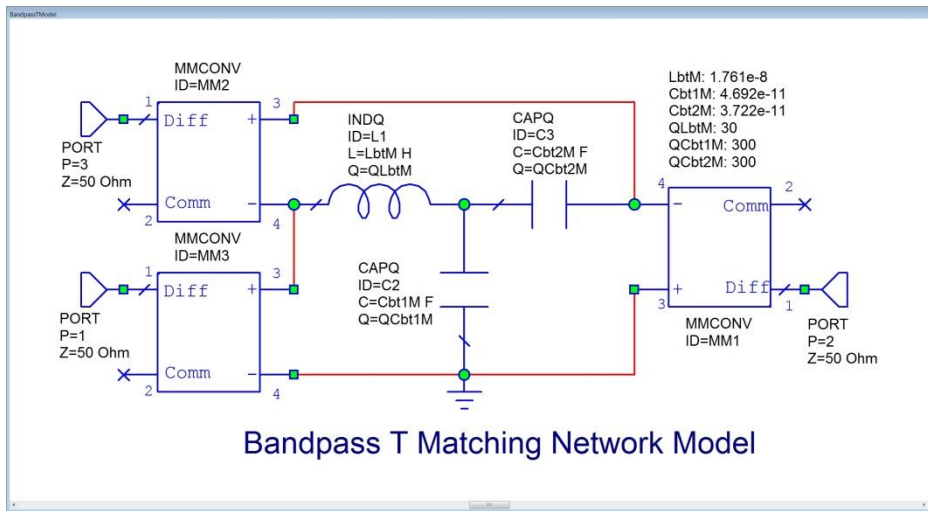 BandpassTModel
MMCONV
ID=MM2
1
3
Diff
+
PORT
P=3
Z=50 Ohm
Comm
-
2
4
INDQ
ID=L1
L=LbtM H
Q=QLbtM
CAPQ
ID=C3
C=Cbt2M F
Q=QCbt2M
LbtM: 1.761e-8
Cbt1M: 4.692e-11
Cbt2M: 3.722e-11
QLbtM: 30
QCbt1M: 300
QCbt2M: 300
4
2
-
Comm
+
Diff
3
1
MMCONV
ID=MM1
PORT
P=2
Z=50 Ohm
MMCONV
ID=MM3
1
3
Diff
+
PORT
P=1
Z=50 Ohm
Comm
-
2
4
CAPQ
ID=C2
C=Cbt1M F
Q=QCbt1M
Bandpass T Matching Network Model